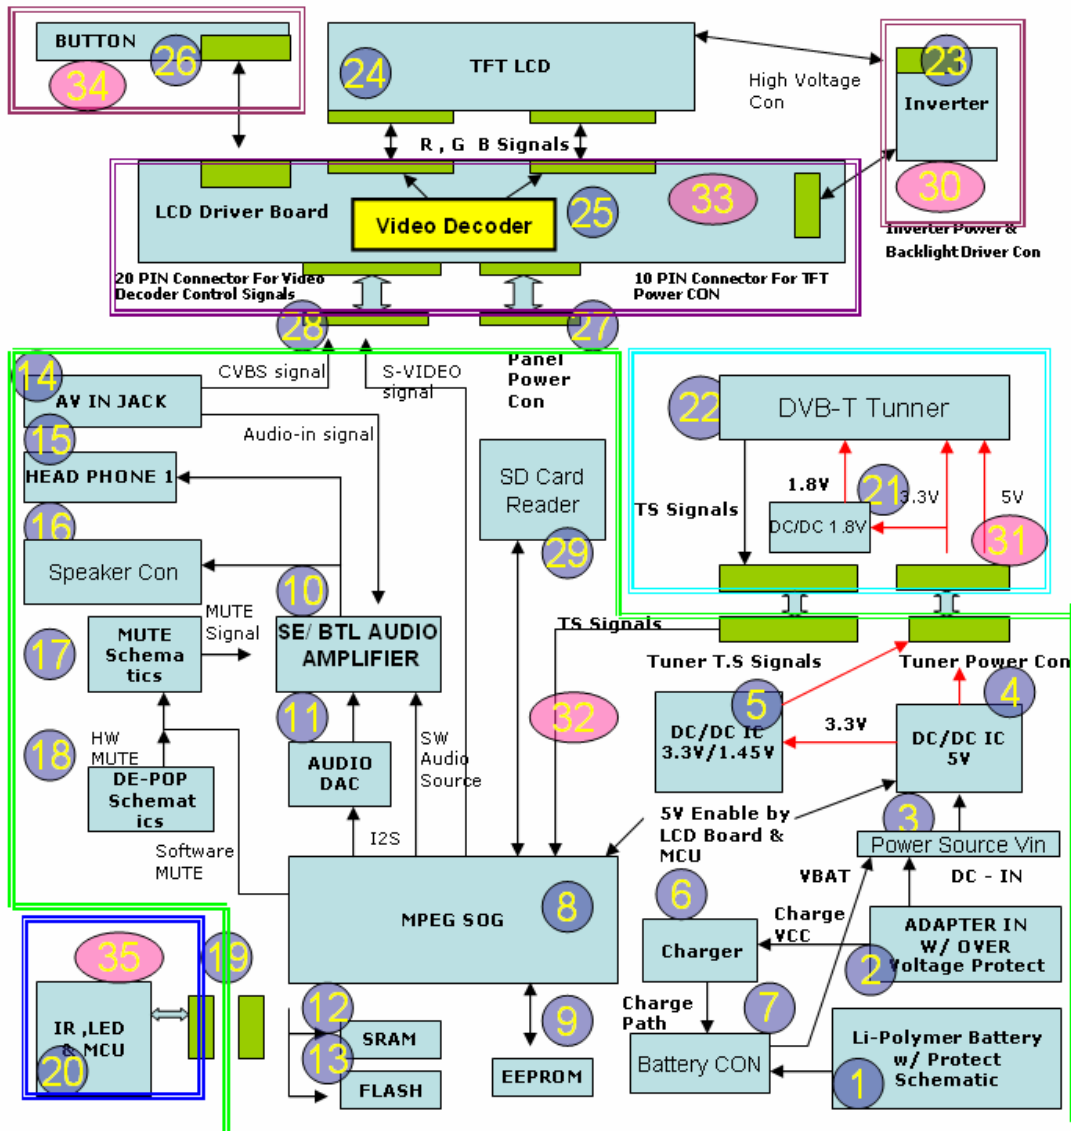 BUTTON
26
34
24
TFT LCD
High Voltage
Con
23
Inverter
30
Inverter Power &
Backlight Driver Con
R , G B Signals
LCD Driver Board
Video Decoder
25
33
20 PIN Connector For Video
Decoder Control Signals
10 PIN Connector For TFT
Power CON
28
27
Panel
Power
Con
CVBS signal
S-VIDEO
signal
14
AV IN JACK
15
Audio-in signal
HEAD PHONE 1
16
Speaker Con
SD Card
Reader
29
22
DVB-T Tunner
1.8V
21
3.3V
5V
TS Signals
DC/DC 1.8V
31
10
MUTE
Signal
17
MUTE
Schema
tics
SE/ BTL AUDIO
AMPLIFIER
TS Signals
Tuner T.S Signals
Tuner Power Con
11
32
5
DC/DC IC
3.3V/1.45V
3.3V
4
DC/DC IC
5V
18
HW
MUTE
DE-POP
Schemat
ics
AUDIO
DAC
SW
Audio
Source
I2S
Software
MUTE
5V Enable by
LCD Board &
MCU
3
Power Source Vin
VBAT
DC - IN
MPEG SOG
8
6
Charger
Charge
VCC
2
ADAPTER IN
W/ OVER
Voltage Protect
35
19
IR ,LED
& MCU
20
12
SRAM
13
FLASH
9
EEPROM
Charge
Path
7
Battery CON
Li-Polymer Battery
w/ Protect
Schematic
1